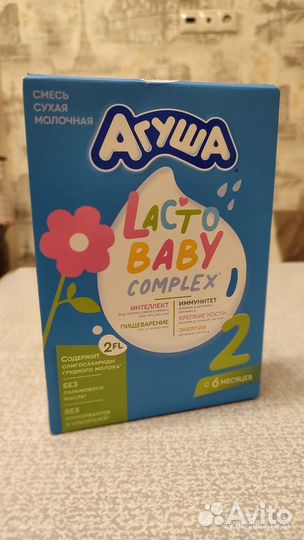 СМЕСЬ
СУХАЯ
МОЛОЧНАЯ
АГУША
LACTO
BABY
COMPLEX
ИНТЕЛЛЕКТ
ИММУНИТЕТ
ПИЩЕВАРЕНИЕ
КРЕПКИЕ КОСТИ
ЭНЕРГИЯ
2FL
СОДЕРЖИТ
ОЛИГОСАХАРИДЫ
ГРУДНОГО МОЛОКА
БЕЗ
ПАЛЬМОВОГО
МАСЛА
БЕЗ
КОНСЕРВАНТОВ
И КРАСИТЕЛЕЙ
2
С 6 МЕСЯЦЕВ
Avito